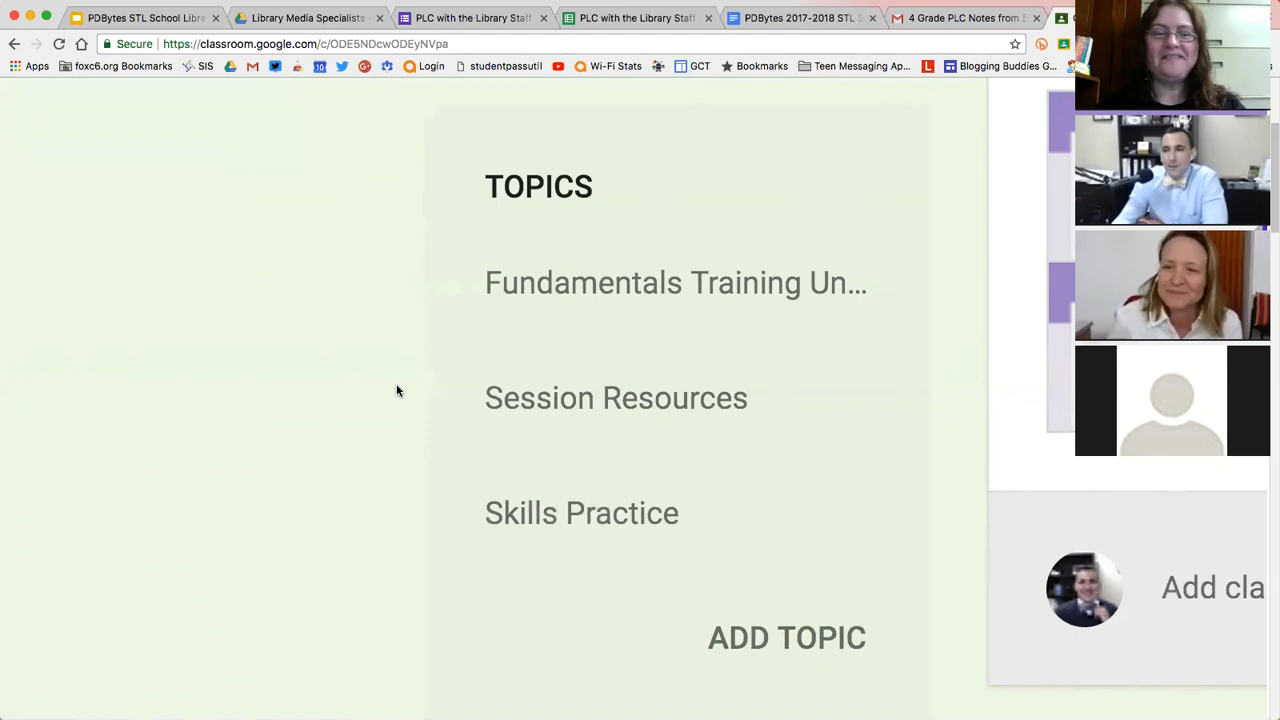 PDBytes STL School Libra
Library Media Specialists
PLC with the Library Staff
PLC with the Library Staff
PDBytes 2017-2018 STL S
4 Grade PLC Notes from S
Secure
https://classroom.google.com/c/ODE5NDcwODEyNVpa
Apps
foxc6.org Bookmarks
SIS
Login
studentpassutil
Wi-Fi Stats
GCT
Bookmarks
Teen Messaging Ap...
Blogging Buddies G...
TOPICS
Fundamentals Training Un...
Session Resources
Skills Practice
ADD TOPIC
Add cla